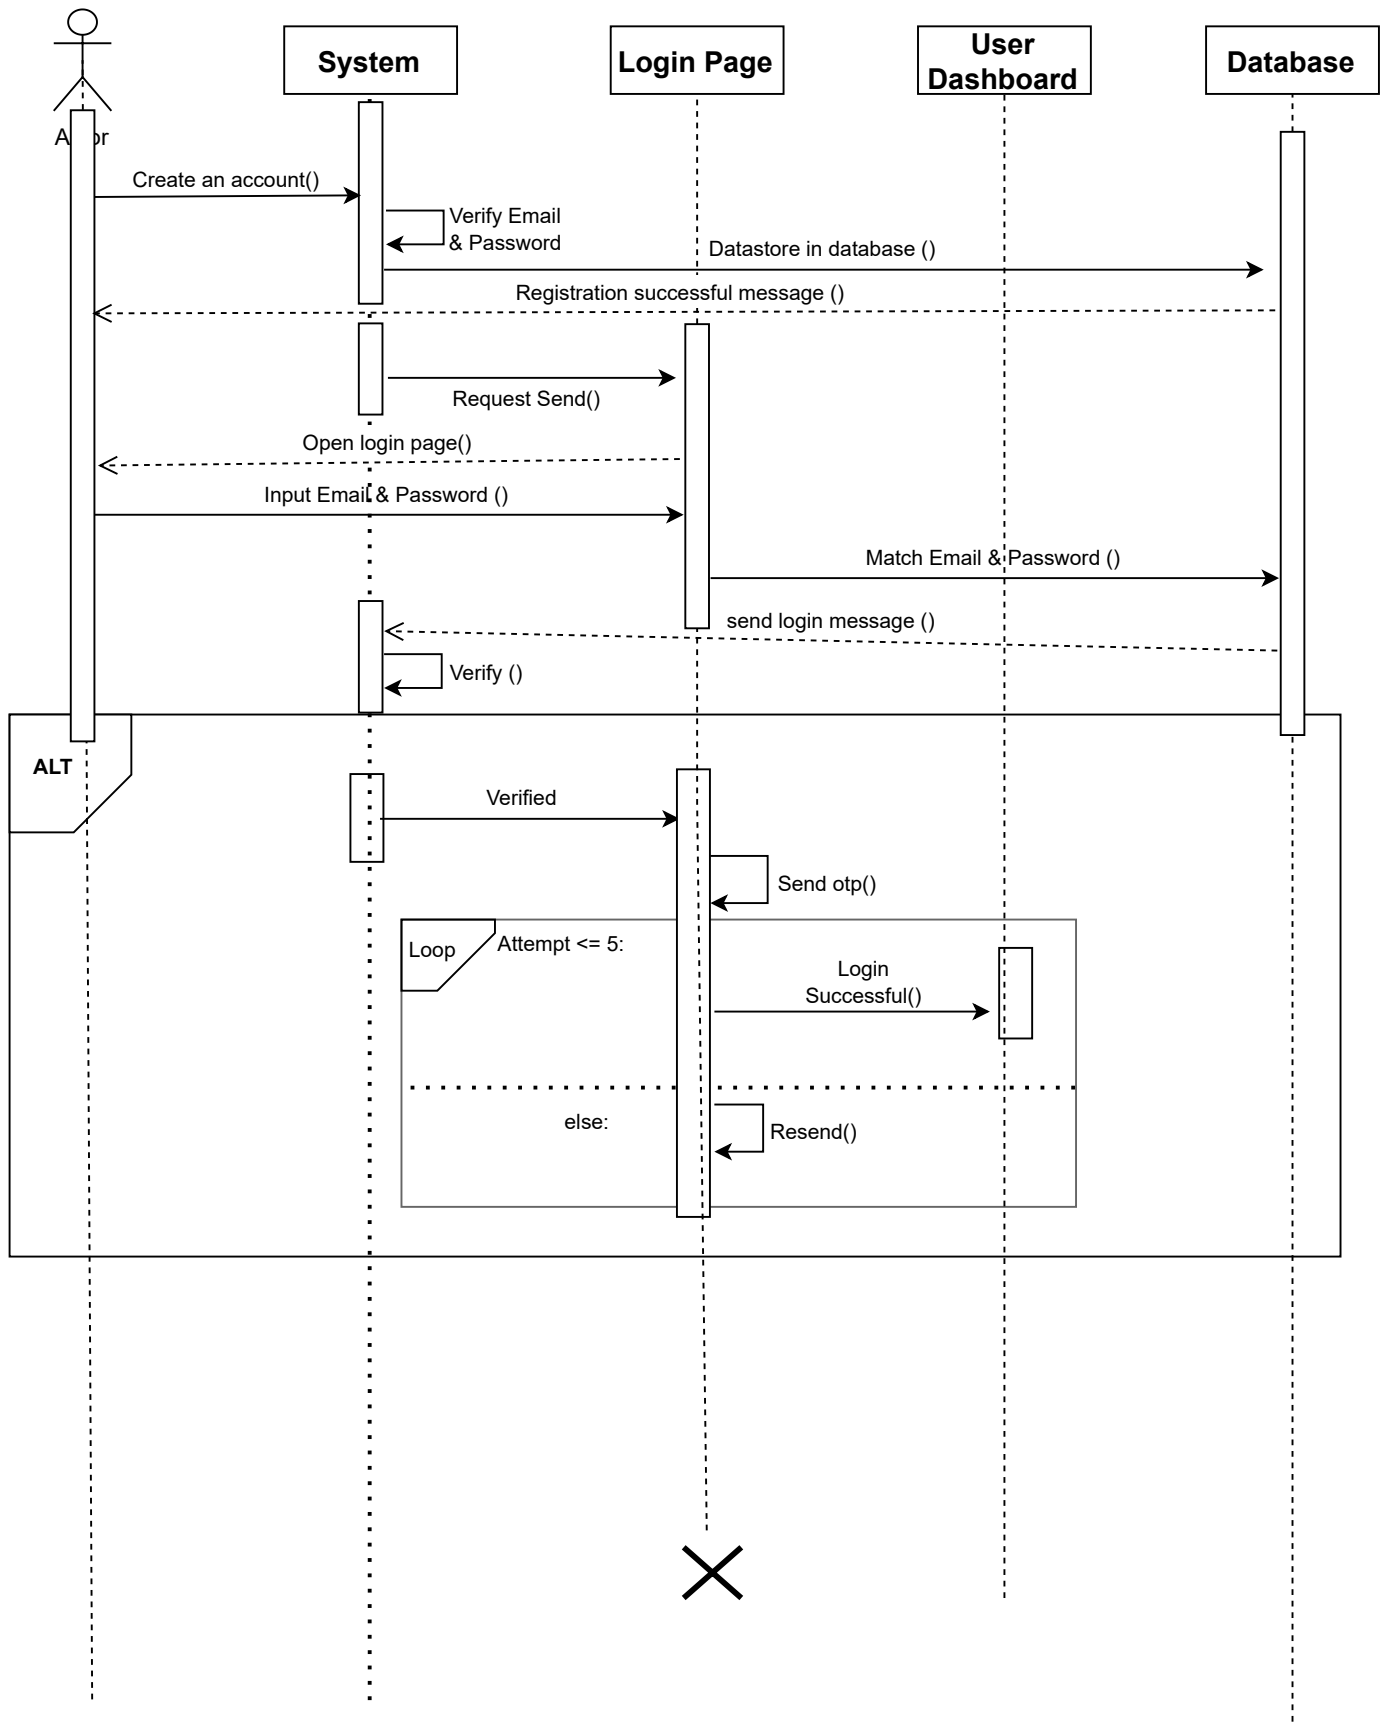 System
Login Page
User
Dashboard
Database
Create an account()
Verify Email
& Password
Datastore in database ()
Registration successful message ()
Request Send()
Open login page()
Input Email & Password ()
Match Email & Password ()
send login message ()
Verify ()
ALT
Verified
Send otp()
Loop
Attempt <= 5:
Login
Successful()
else:
Resend()